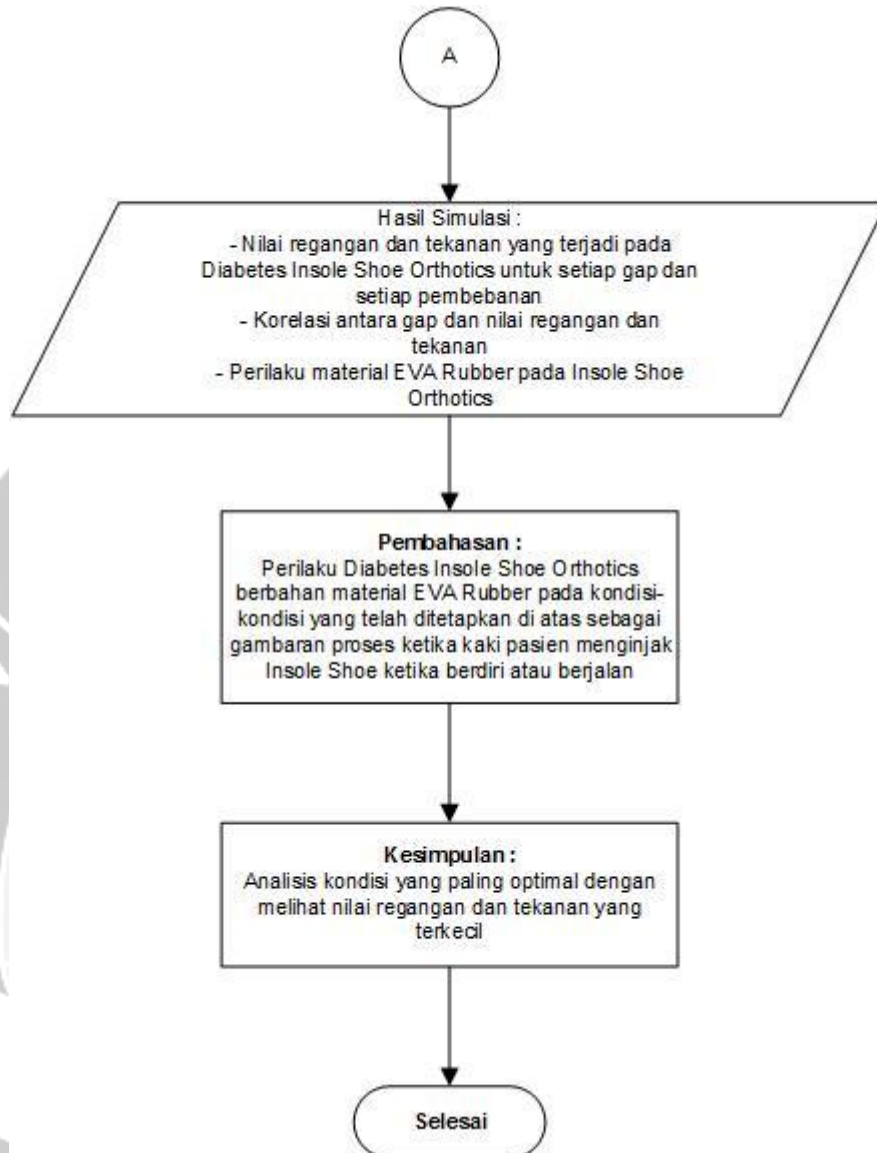 A
Hasil Simulasi :
- Nilai regangan dan tekanan yang terjadi pada
Diabetes Insole Shoe Orthotics untuk setiap gap dan
setiap pembebanan
- Korelasi antara gap dan nilai regangan dan
tekanan
- Perilaku material EVA Rubber pada Insole Shoe
Orthotics
Pembahasan :
Perilaku Diabetes Insole Shoe Orthotics
berbahan material EVA Rubber pada kondisi-
kondisi yang telah ditetapkan di atas sebagai
gambaran proses ketika kaki pasien menginjak
Insole Shoe ketika berdiri atau berjalan
Kesimpulan :
Analisis kondisi yang paling optimal dengan
melihat nilai regangan dan tekanan yang
terkecil
Selesai